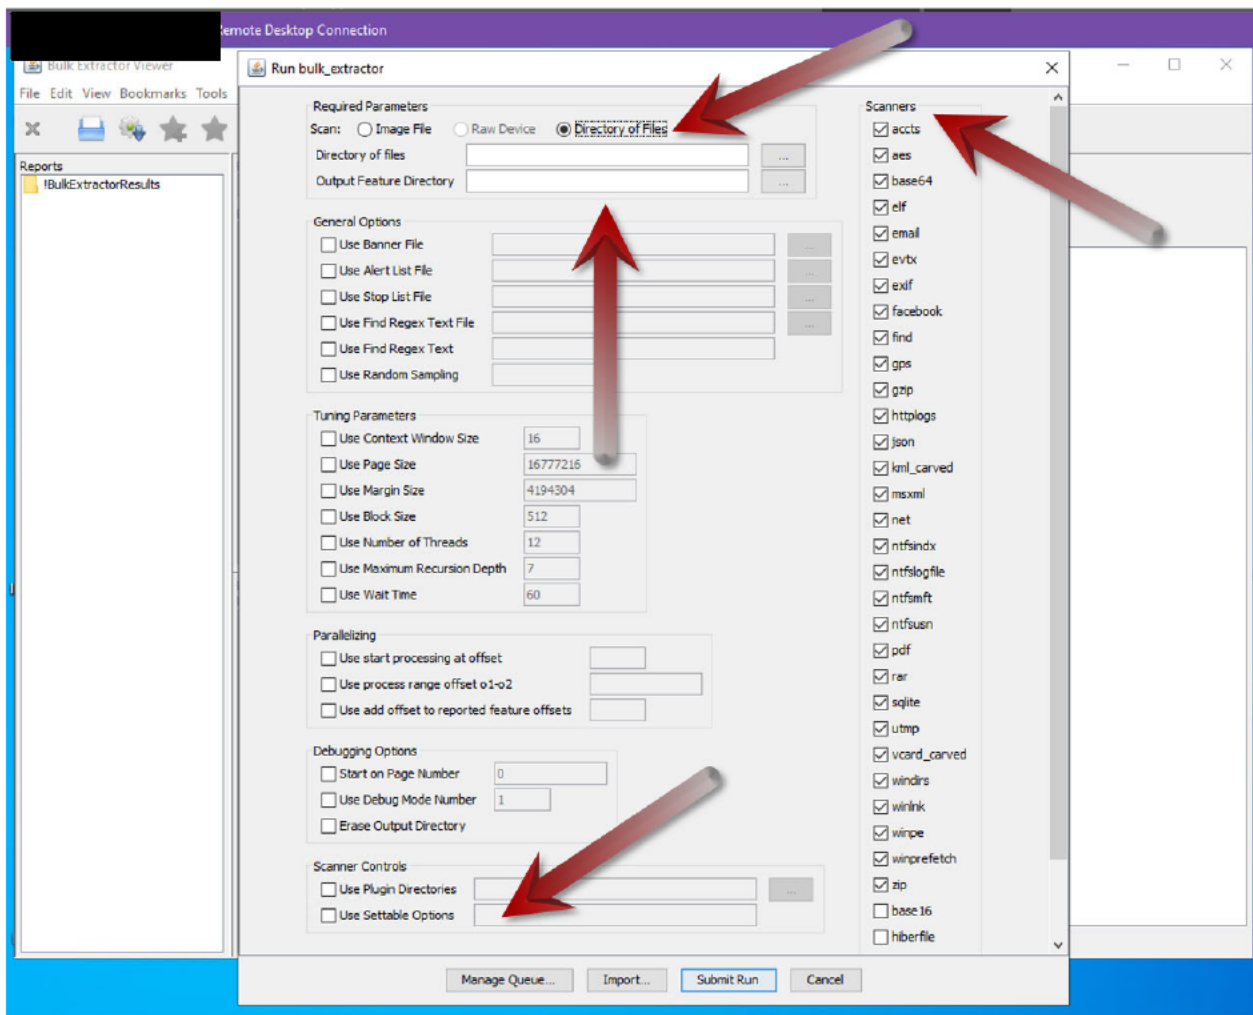 emote Desktop Connection
Bulk Extractor Viewer
File Edit View Bookmarks Tools
Reports
!BulkExtractorResults
Run bulk_extractor
Required Parameters
Scan: Image File Raw Device Directory of Files
Directory of files ...
Output Feature Directory ...
General Options
Use Banner File ...
Use Alert List File ...
Use Stop List File ...
Use Find Regex Text File ...
Use Find Regex Text
Use Random Sampling
Tuning Parameters
Use Context Window Size 16
Use Page Size 16777216
Use Margin Size 4194304
Use Block Size 512
Use Number of Threads 12
Use Maximum Recursion Depth 7
Use Wait Time 60
Parallelizing
Use start processing at offset
Use process range offset o1-o2
Use add offset to reported feature offsets
Debugging Options
Start on Page Number 0
Use Debug Mode Number 1
Erase Output Directory
Scanner Controls
Use Plugin Directories ...
Use Settable Options
Scanners
accts
aes
base64
elf
email
evtx
exif
facebook
find
gps
gzip
httplogs
json
kml_carved
msxml
net
ntfsindx
ntfslogfile
ntfsmft
ntfsusn
pdf
rar
sqlite
utmp
vcard_carved
windirs
winlnk
winpe
winprefetch
zip
base16
hiberfile
Manage Queue... Import... Submit Run Cancel